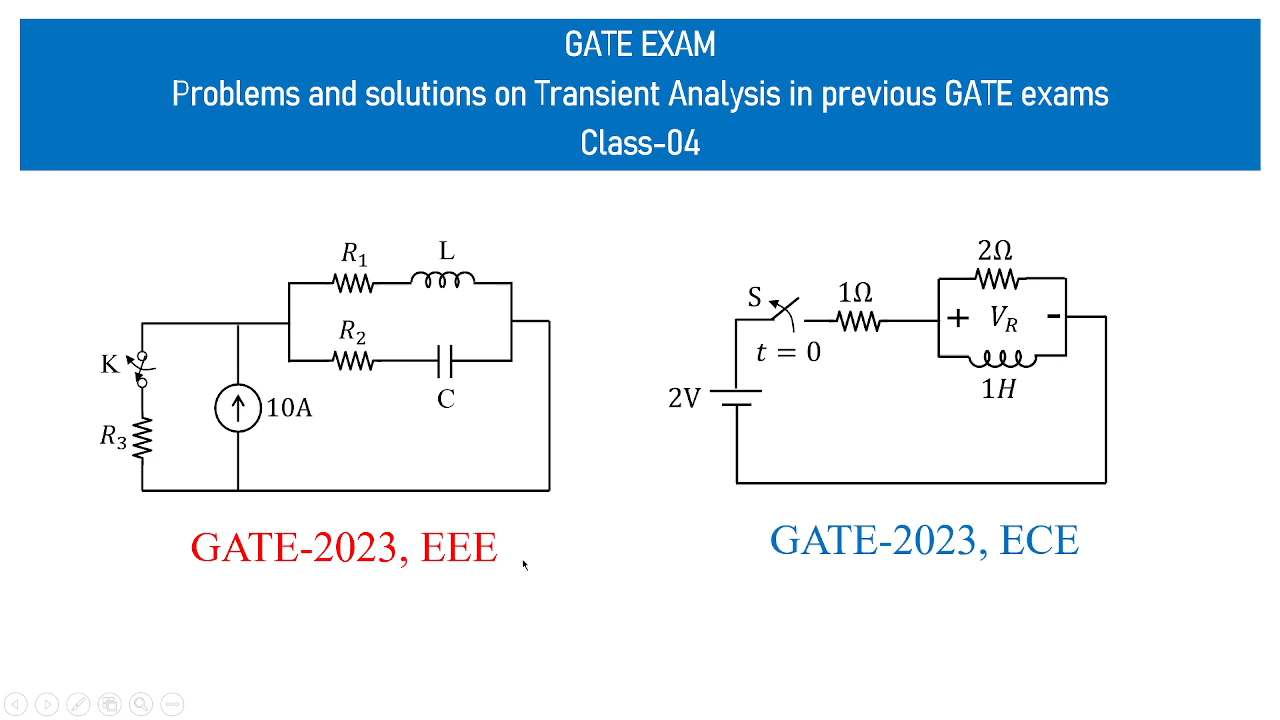 GATE EXAM
Problems and solutions on Transient Analysis in previous GATE exams
Class-04
R₁
L
R₂
K
C
10A
R₃
GATE-2023, EEE
2Ω
S
1Ω
+ V_R -
t = 0
1H
2V
GATE-2023, ECE